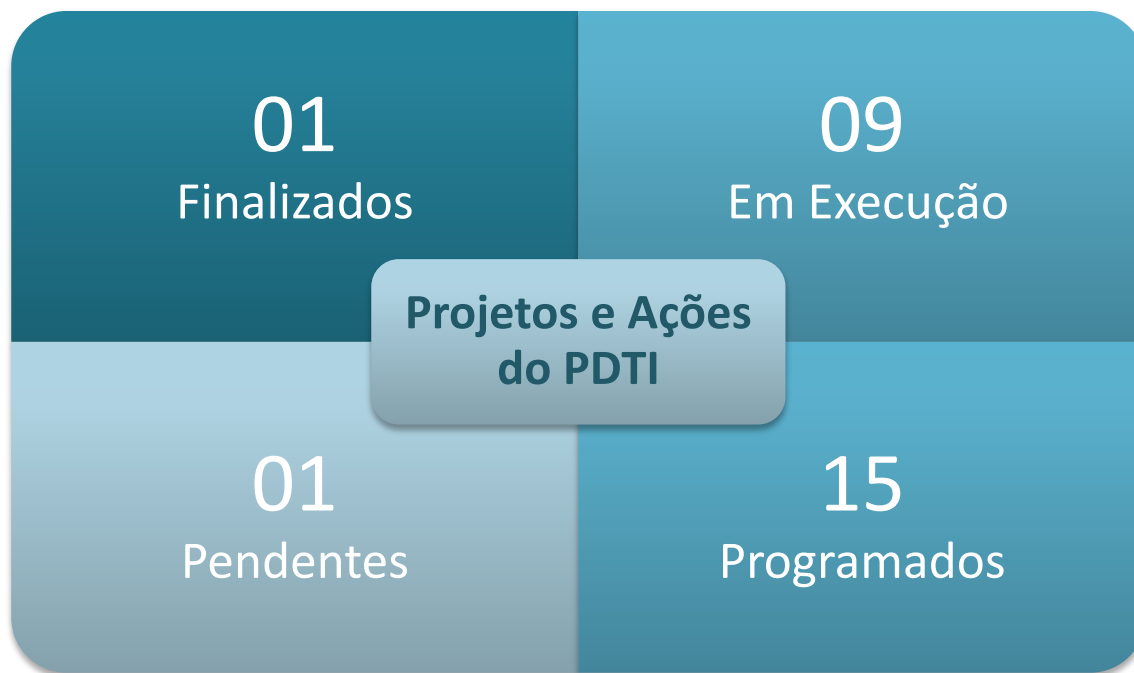 01
Finalizados
09
Em Execução
Projetos e Ações
do PDTI
01
Pendentes
15
Programados